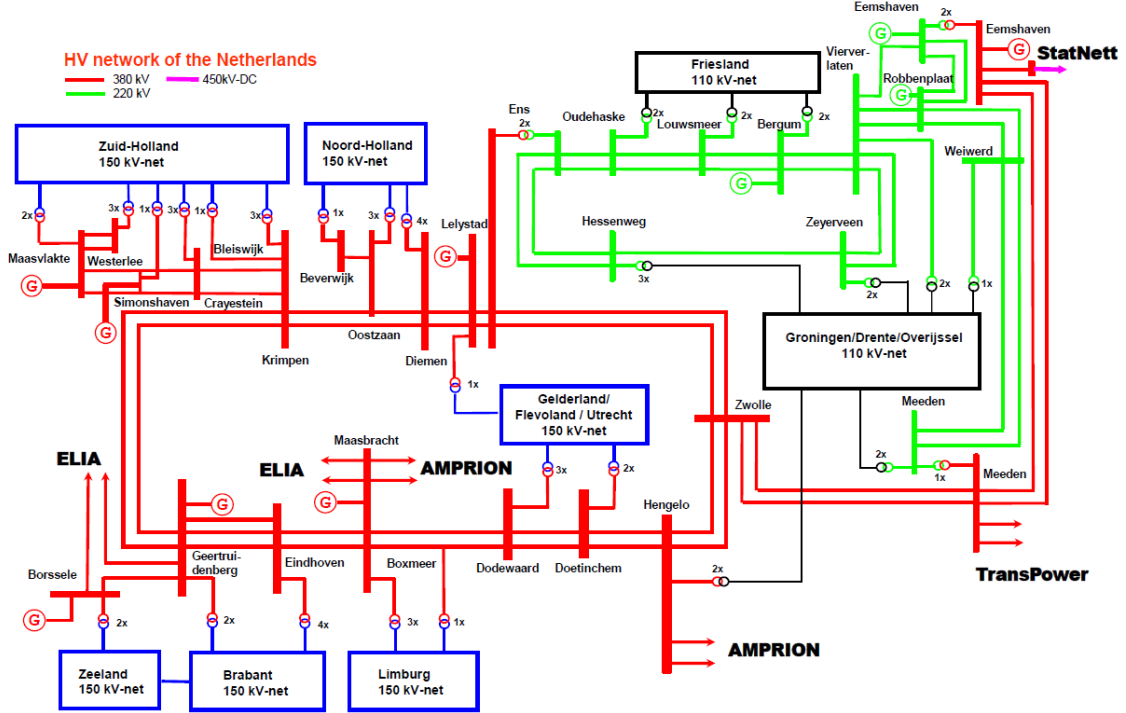 HV network of the Netherlands
380 kV
450kV-DC
220 kV
Eemshaven
2x
Eemshaven
G
G
StatNett
Vierver-
laten
Robbenplaat
G
Friesland
110 kV-net
Ens
2x
Oudehaske
2x
Louwsmeer
2x
Bergum
2x
G
Weiwerd
Zuid-Holland
150 kV-net
Noord-Holland
150 kV-net
2x
3x
1x
3x
1x
3x
1x
3x
4x
Maasvlakte
Westerlee
Bleiswijk
Beverwijk
Lelystad
G
G
Simonshaven
Crayestein
G
Krimpen
Oostzaan
Diemen
Hessenweg
3x
Zeyerveen
2x
2x
1x
Groningen/Drente/Overijssel
110 kV-net
1x
Gelderland/
Flevoland / Utrecht
150 kV-net
Zwolle
Meeden
2x
1x
Meeden
ELIA
Maasbracht
ELIA
AMPRION
G
G
3x
2x
Hengelo
Geertrui-
denberg
Eindhoven
Boxmeer
Dodewaard
Doetinchem
2x
TransPower
Borssele
G
2x
2x
4x
3x
1x
AMPRION
Zeeland
150 kV-net
Brabant
150 kV-net
Limburg
150 kV-net